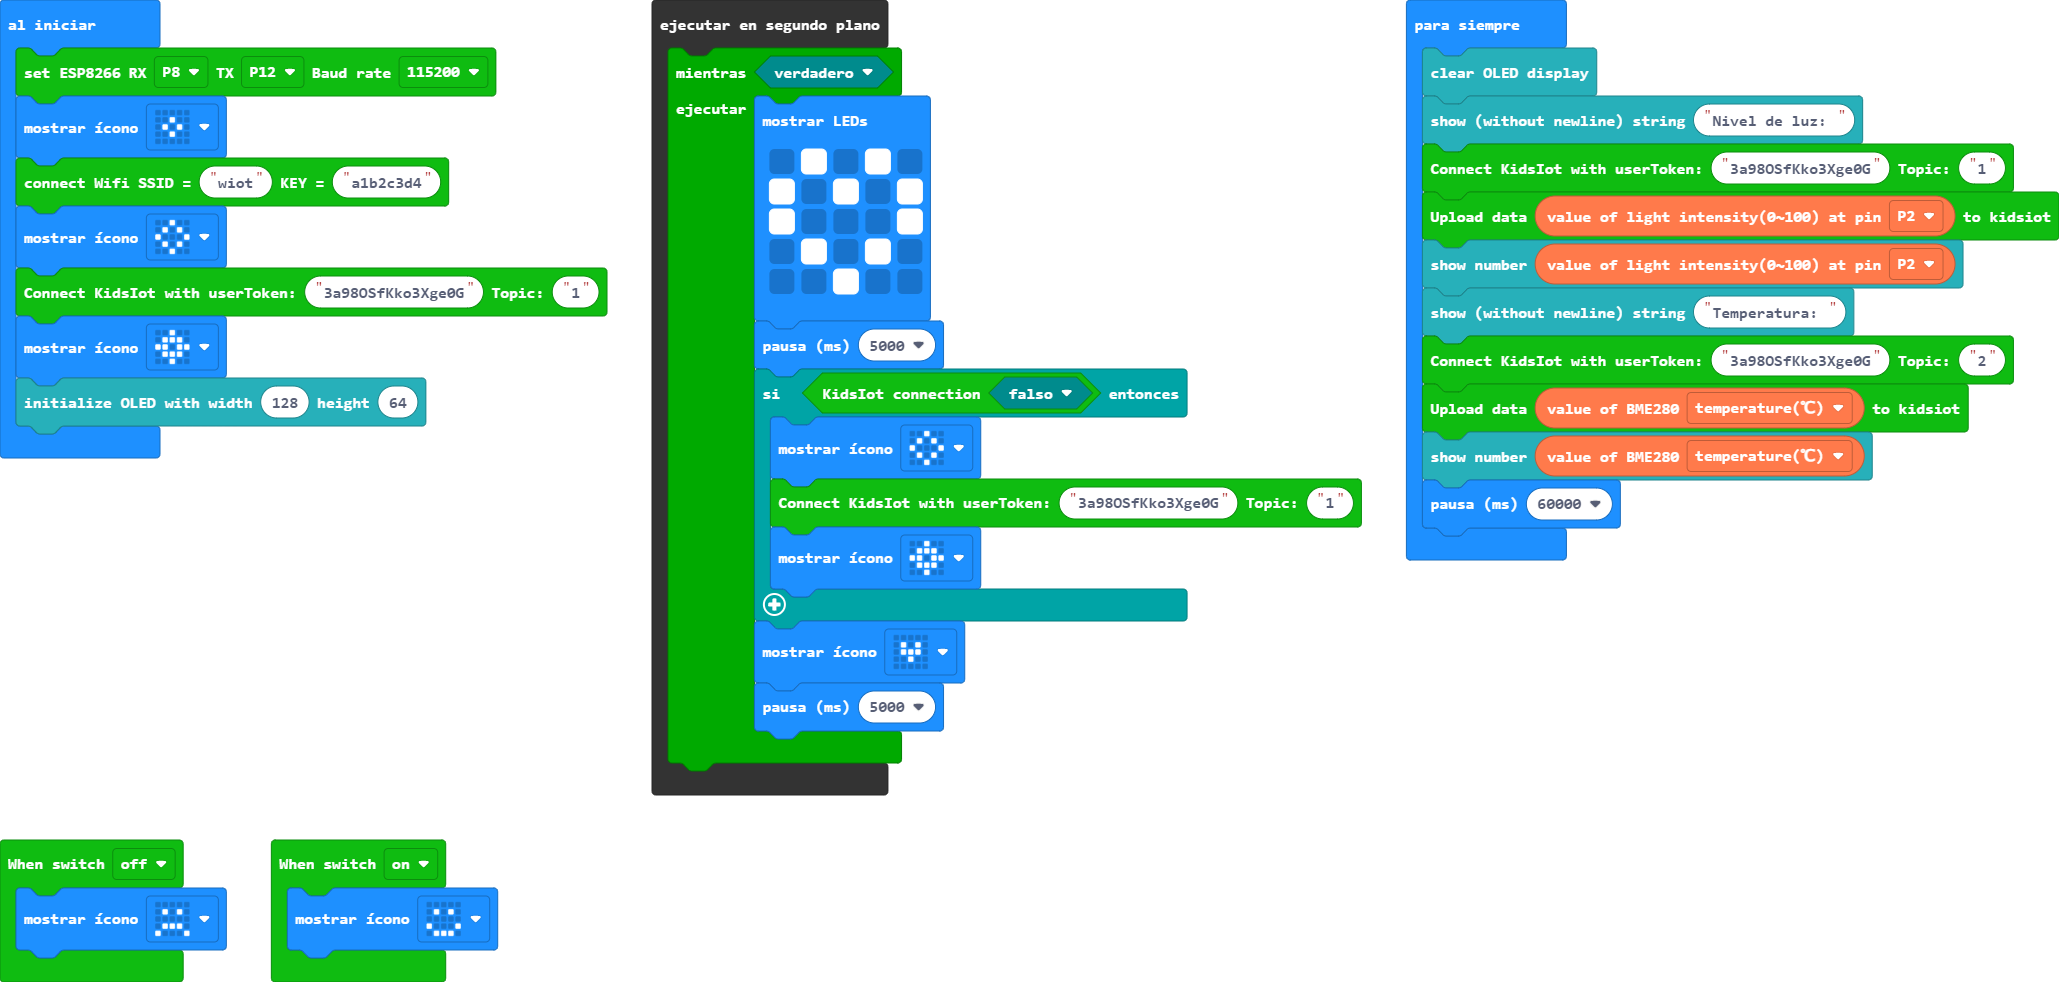 al iniciar
set ESP8266 RX P8 TX P12 Baud rate 115200
mostrar ícono
connect Wifi SSID = "wiot" KEY = "a1b2c3d4"
mostrar ícono
Connect KidsIot with userToken: "3a98OSfKko3Xge0G" Topic: "1"
mostrar ícono
initialize OLED with width 128 height 64
ejecutar en segundo plano
mientras verdadero
ejecutar
mostrar LEDs
pausa (ms) 5000
si KidsIot connection falso entonces
mostrar ícono
Connect KidsIot with userToken: "3a98OSfKko3Xge0G" Topic: "1"
mostrar ícono
mostrar ícono
pausa (ms) 5000
para siempre
clear OLED display
show (without newline) string "Nivel de luz: "
Connect KidsIot with userToken: "3a98OSfKko3Xge0G" Topic: "1"
Upload data value of light intensity(0~100) at pin P2 to kidsiot
show number value of light intensity(0~100) at pin P2
show (without newline) string "Temperatura: "
Connect KidsIot with userToken: "3a98OSfKko3Xge0G" Topic: "2"
Upload data value of BME280 temperature(℃) to kidsiot
show number value of BME280 temperature(℃)
pausa (ms) 60000
When switch off
mostrar ícono
When switch on
mostrar ícono